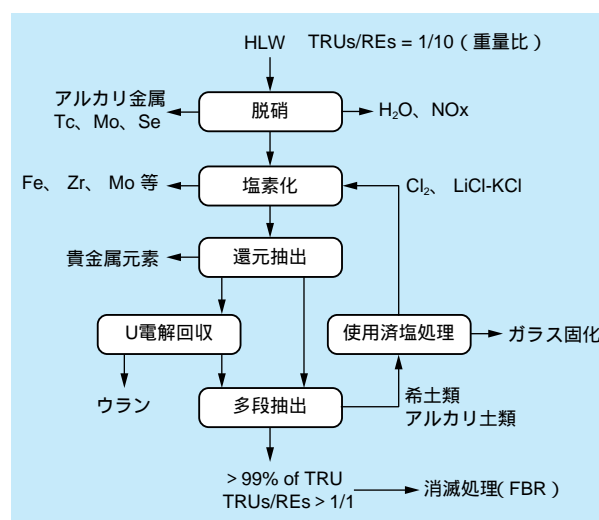 HLW TRUs/REs = 1/10（重量比）
アルカリ金属
Tc、Mo、Se
脱硝
H₂O、NOx
Fe、Zr、Mo 等
塩素化
Cl₂、LiCl-KCl
貴金属元素
還元抽出
U電解回収
使用済塩処理
ガラス固化
ウラン
多段抽出
希土類
アルカリ土類
＞99% of TRU
TRUs/REs＞1/1
消滅処理（FBR）